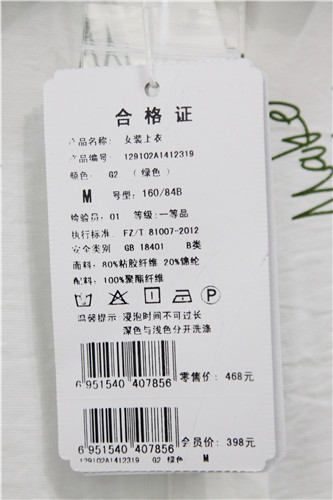 合格证
产品名称: 女装上衣
产品编号: 129102A1412319
颜色: G2 (绿色)
M 号型: 160/84B
检验员: 01 等级: 一等品
执行标准: FZ/T 81007-2012
安全类别 GB 18401 B类
面料: 80%粘胶纤维 20%锦纶
配料: 100%聚酯纤维
温馨提示 浸泡时间不可过长
深色与浅色分开洗涤
零售价: 468元
6 951540 407856
会员价: 398元
6 951540 407856
129102A1412319 G2 绿色 M
Mabbe